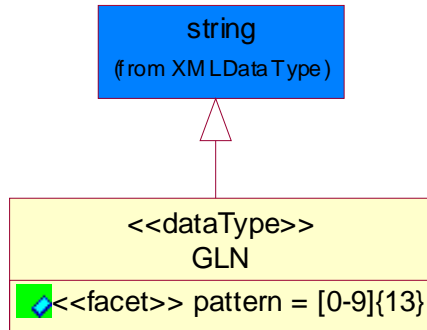 string
(from XMLDataType)
<<dataType>>
GLN
<<facet>> pattern = [0-9]{13}